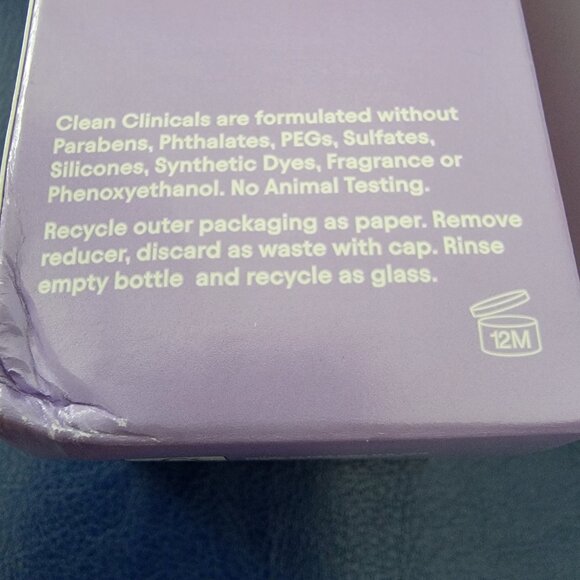 Clean Clinicals are formulated without
Parabens, Phthalates, PEGs, Sulfates,
Silicones, Synthetic Dyes, Fragrance or
Phenoxyethanol. No Animal Testing.
Recycle outer packaging as paper. Remove
reducer, discard as waste with cap. Rinse
empty bottle  and recycle as glass.
12M